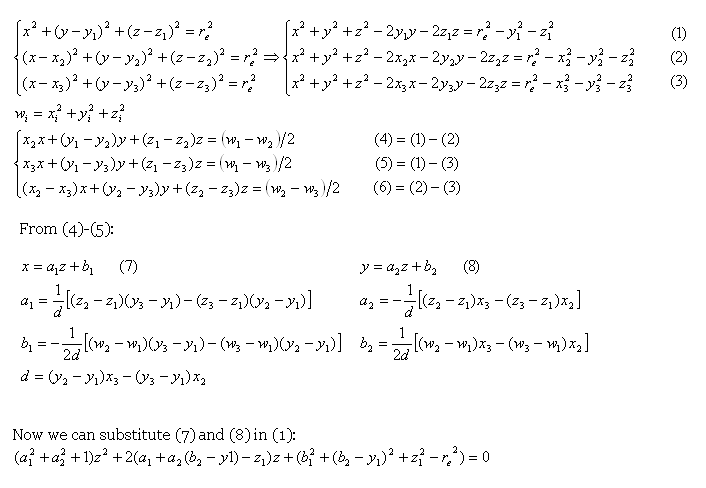 x² + (y − y₁)² + (z − z₁)² = rₑ² ⇒ x² + y² + z² − 2y₁y − 2z₁z = rₑ² − y₁² − z₁² (1)
(x − x₂)² + (y − y₂)² + (z − z₂)² = rₑ² ⇒ x² + y² + z² − 2x₂x − 2y₂y − 2z₂z = rₑ² − x₂² − y₂² − z₂² (2)
(x − x₃)² + (y − y₃)² + (z − z₃)² = rₑ² x² + y² + z² − 2x₃x − 2y₃y − 2z₃z = rₑ² − x₃² − y₃² − z₃² (3)
wᵢ = xᵢ² + yᵢ² + zᵢ²
x₂x + (y₁ − y₂)y + (z₁ − z₂)z = (w₁ − w₂)/2 (4) = (1) − (2)
x₃x + (y₁ − y₃)y + (z₁ − z₃)z = (w₁ − w₃)/2 (5) = (1) − (3)
(x₂ − x₃)x + (y₂ − y₃)y + (z₂ − z₃)z = (w₂ − w₃)/2 (6) = (2) − (3)
From (4)-(5):
x = a₁z + b₁ (7) y = a₂z + b₂ (8)
a₁ = 1/d [(z₂ − z₁)(y₃ − y₁) − (z₃ − z₁)(y₂ − y₁)] a₂ = −1/d [(z₂ − z₁)x₃ − (z₃ − z₁)x₂]
b₁ = −1/2d [(w₂ − w₁)(y₃ − y₁) − (w₃ − w₁)(y₂ − y₁)] b₂ = 1/2d [(w₂ − w₁)x₃ − (w₃ − w₁)x₂]
d = (y₂ − y₁)x₃ − (y₃ − y₁)x₂
Now we can substitute (7) and (8) in (1):
(a₁² + a₂² + 1)z² + 2(a₁ + a₂(b₂ − y1) − z₁)z + (b₁² + (b₂ − y₁)² + z₁² − rₑ²) = 0